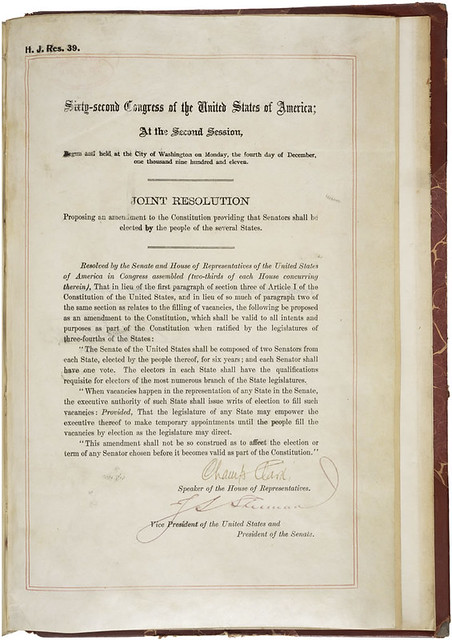 H. J. Res. 39.
Sixty-second Congress of the United States of America;
At the Second Session,
Begun and held at the City of Washington on Monday, the fourth day of December,
one thousand nine hundred and eleven.
JOINT RESOLUTION
Proposing an amendment to the Constitution providing that Senators shall be
elected by the people of the several States.
Resolved by the Senate and House of Representatives of the United States
of America in Congress assembled (two-thirds of each House concurring
therein), That in lieu of the first paragraph of section three of Article I of the
Constitution of the United States, and in lieu of so much of paragraph two of
the same section as relates to the filling of vacancies, the following be proposed
as an amendment to the Constitution, which shall be valid to all intents and
purposes as part of the Constitution when ratified by the legislatures of
three-fourths of the States:
"The Senate of the United States shall be composed of two Senators from
each State, elected by the people thereof, for six years; and each Senator shall
have one vote. The electors in each State shall have the qualifications
requisite for electors of the most numerous branch of the State legislatures.
"When vacancies happen in the representation of any State in the Senate,
the executive authority of such State shall issue writs of election to fill such
vacancies: Provided, That the legislature of any State may empower the
executive thereof to make temporary appointments until the people fill the
vacancies by election as the legislature may direct.
"This amendment shall not be so construed as to affect the election or
term of any Senator chosen before it becomes valid as part of the Constitution."
Champ Clark
Speaker of the House of Representatives.
J S Sherman
Vice President of the United States and
President of the Senate.